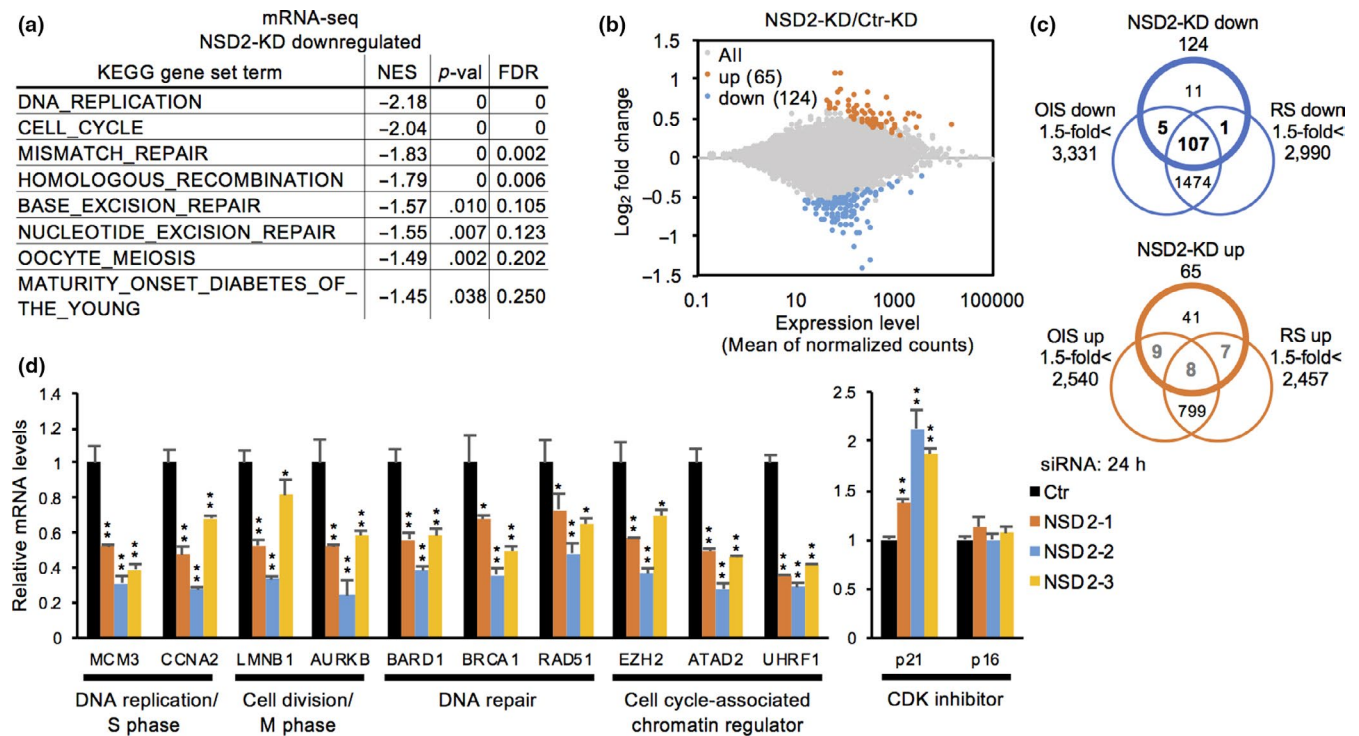 (a)
mRNA-seq
NSD2-KD downregulated
KEGG gene set term NES p-val FDR
DNA_REPLICATION −2.18 0 0
CELL_CYCLE −2.04 0 0
MISMATCH_REPAIR −1.83 0 0.002
HOMOLOGOUS_RECOMBINATION −1.79 0 0.006
BASE_EXCISION_REPAIR −1.57 .010 0.105
NUCLEOTIDE_EXCISION_REPAIR −1.55 .007 0.123
OOCYTE_MEIOSIS −1.49 .002 0.202
MATURITY_ONSET_DIABETES_OF_
THE_YOUNG −1.45 .038 0.250
(b)
NSD2-KD/Ctr-KD
Log2 fold change
1.5
1
0.5
0
−0.5
−1
−1.5
All
up (65)
down (124)
0.1 10 1000 100000
Expression level
(Mean of normalized counts)
(c)
NSD2-KD down
124
11
OIS down
1.5-fold<
3,331
RS down
1.5-fold<
2,990
5 107 1
1474
NSD2-KD up
65
41
OIS up
1.5-fold<
2,540
RS up
1.5-fold<
2,457
9 8 7
799
(d)
Relative mRNA levels
1.4
1.2
1
0.8
0.6
0.4
0.2
0
** ** ** ** ** ** ** ** * ** ** ** ** ** ** * ** ** * ** * ** ** * ** ** ** ** ** **
MCM3 CCNA2 LMNB1 AURKB BARD1 BRCA1 RAD51 EZH2 ATAD2 UHRF1
DNA replication/
S phase
Cell division/
M phase
DNA repair
Cell cycle-associated
chromatin regulator
2.5
2
1.5
1
0.5
0
** ** **
p21 p16
CDK inhibitor
siRNA: 24 h
Ctr
NSD2-1
NSD2-2
NSD2-3